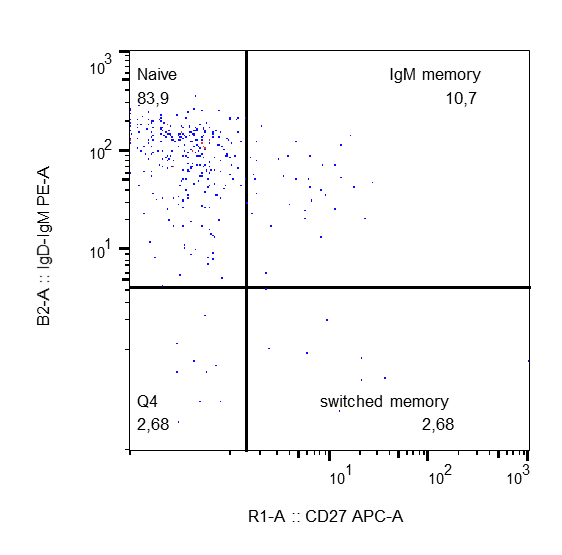 10³
Naive
83,9
IgM memory
10,7
10²
B2-A :: IgD-IgM PE-A
10¹
Q4
2,68
switched memory
2,68
10¹
10²
10³
R1-A :: CD27 APC-A